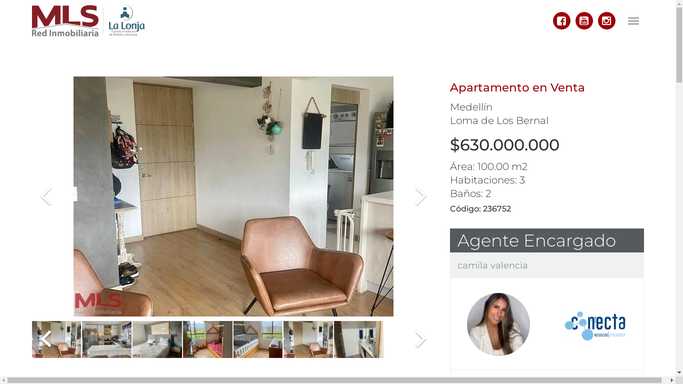 MLS
Red Inmobiliaria
La Lonja
Apartamento en Venta
Medellín
Loma de Los Bernal
$630.000.000
Área: 100.00 m2
Habitaciones: 3
Baños: 2
Código: 236752
Agente Encargado
camila valencia
MLS
conecta